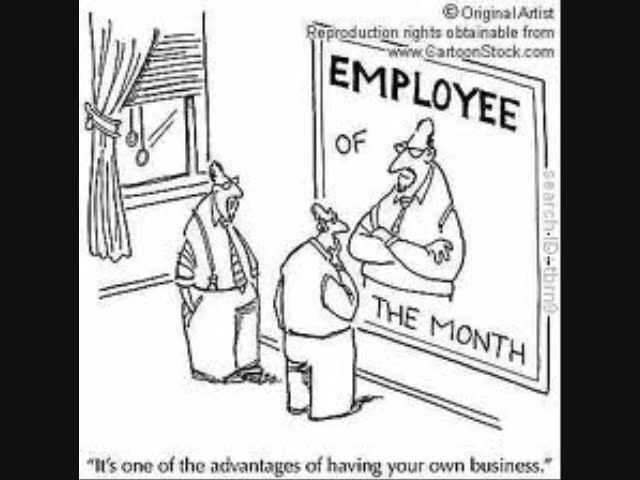 © Original Artist
Reproduction rights obtainable from
www.CartoonStock.com
EMPLOYEE
OF
THE MONTH
search ID: tbrn9
"It's one of the advantages of having your own business."